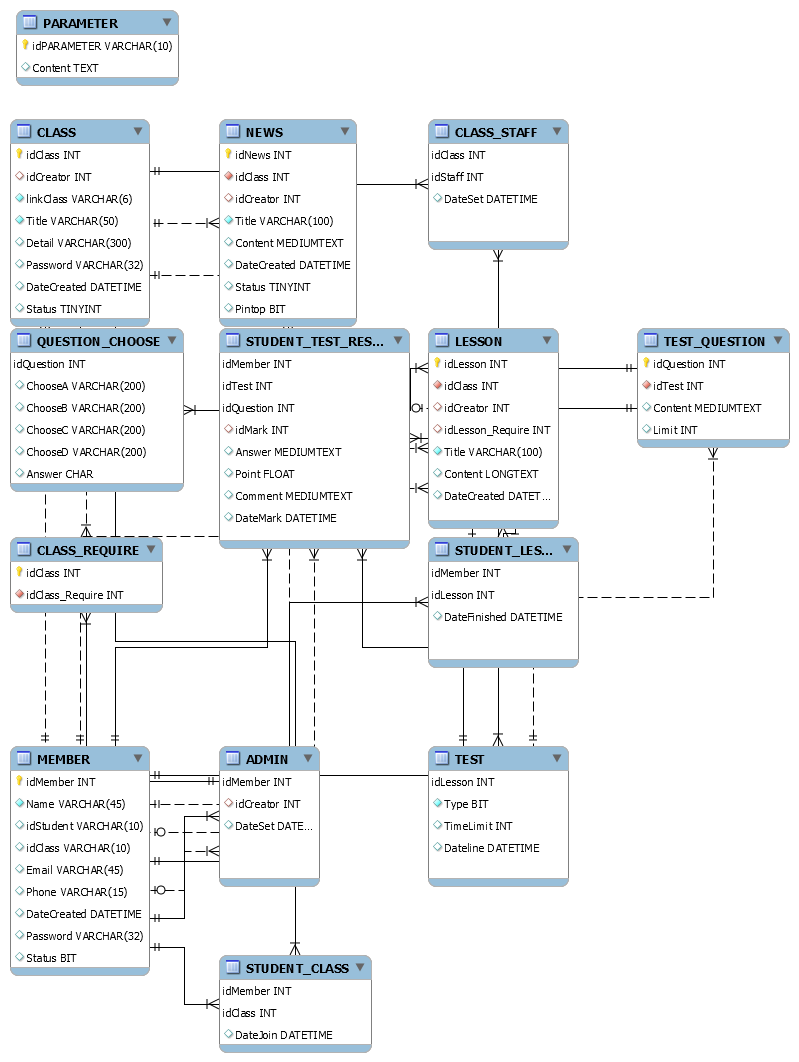 PARAMETER
idPARAMETER VARCHAR(10)
Content TEXT
CLASS
idClass INT
idCreator INT
linkClass VARCHAR(6)
Title VARCHAR(50)
Detail VARCHAR(300)
Password VARCHAR(32)
DateCreated DATETIME
Status TINYINT
NEWS
idNews INT
idClass INT
idCreator INT
Title VARCHAR(100)
Content MEDIUMTEXT
DateCreated DATETIME
Status TINYINT
Pintop BIT
CLASS_STAFF
idClass INT
idStaff INT
DateSet DATETIME
QUESTION_CHOOSE
idQuestion INT
ChooseA VARCHAR(200)
ChooseB VARCHAR(200)
ChooseC VARCHAR(200)
ChooseD VARCHAR(200)
Answer CHAR
STUDENT_TEST_RES...
idMember INT
idTest INT
idQuestion INT
idMark INT
Answer MEDIUMTEXT
Point FLOAT
Comment MEDIUMTEXT
DateMark DATETIME
LESSON
idLesson INT
idClass INT
idCreator INT
idLesson_Require INT
Title VARCHAR(100)
Content LONGTEXT
DateCreated DATET...
TEST_QUESTION
idQuestion INT
idTest INT
Content MEDIUMTEXT
Limit INT
CLASS_REQUIRE
idClass INT
idClass_Require INT
STUDENT_LES...
idMember INT
idLesson INT
DateFinished DATETIME
MEMBER
idMember INT
Name VARCHAR(45)
idStudent VARCHAR(10)
idClass VARCHAR(10)
Email VARCHAR(45)
Phone VARCHAR(15)
DateCreated DATETIME
Password VARCHAR(32)
Status BIT
ADMIN
idMember INT
idCreator INT
DateSet DATE...
TEST
idLesson INT
Type BIT
TimeLimit INT
Dateline DATETIME
STUDENT_CLASS
idMember INT
idClass INT
DateJoin DATETIME